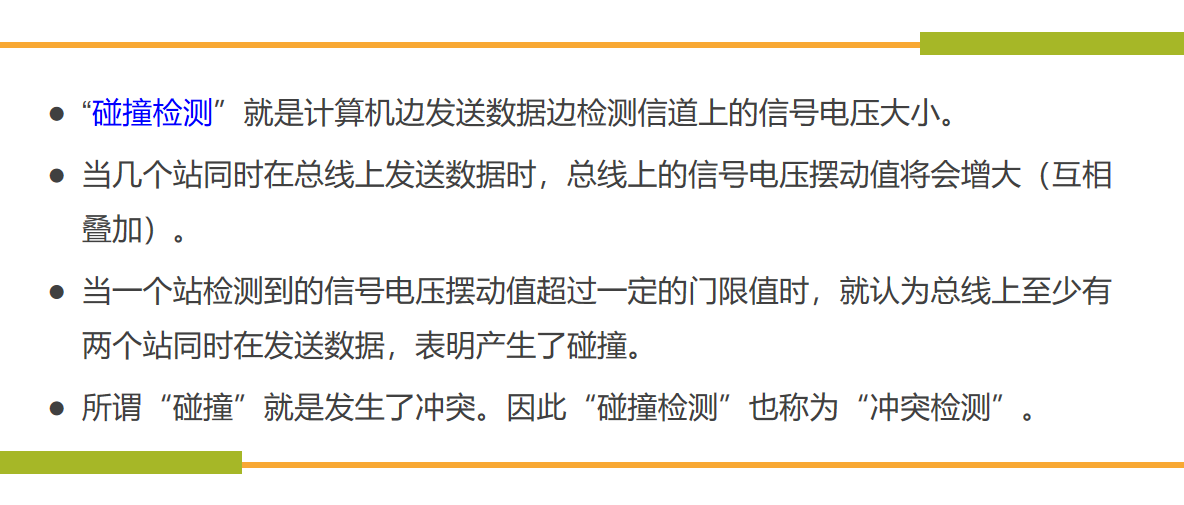 ● “碰撞检测”就是计算机边发送数据边检测信道上的信号电压大小。
● 当几个站同时在总线上发送数据时，总线上的信号电压摆动值将会增大（互相
叠加）。
● 当一个站检测到的信号电压摆动值超过一定的门限值时，就认为总线上至少有
两个站同时在发送数据，表明产生了碰撞。
● 所谓“碰撞”就是发生了冲突。因此“碰撞检测”也称为“冲突检测”。